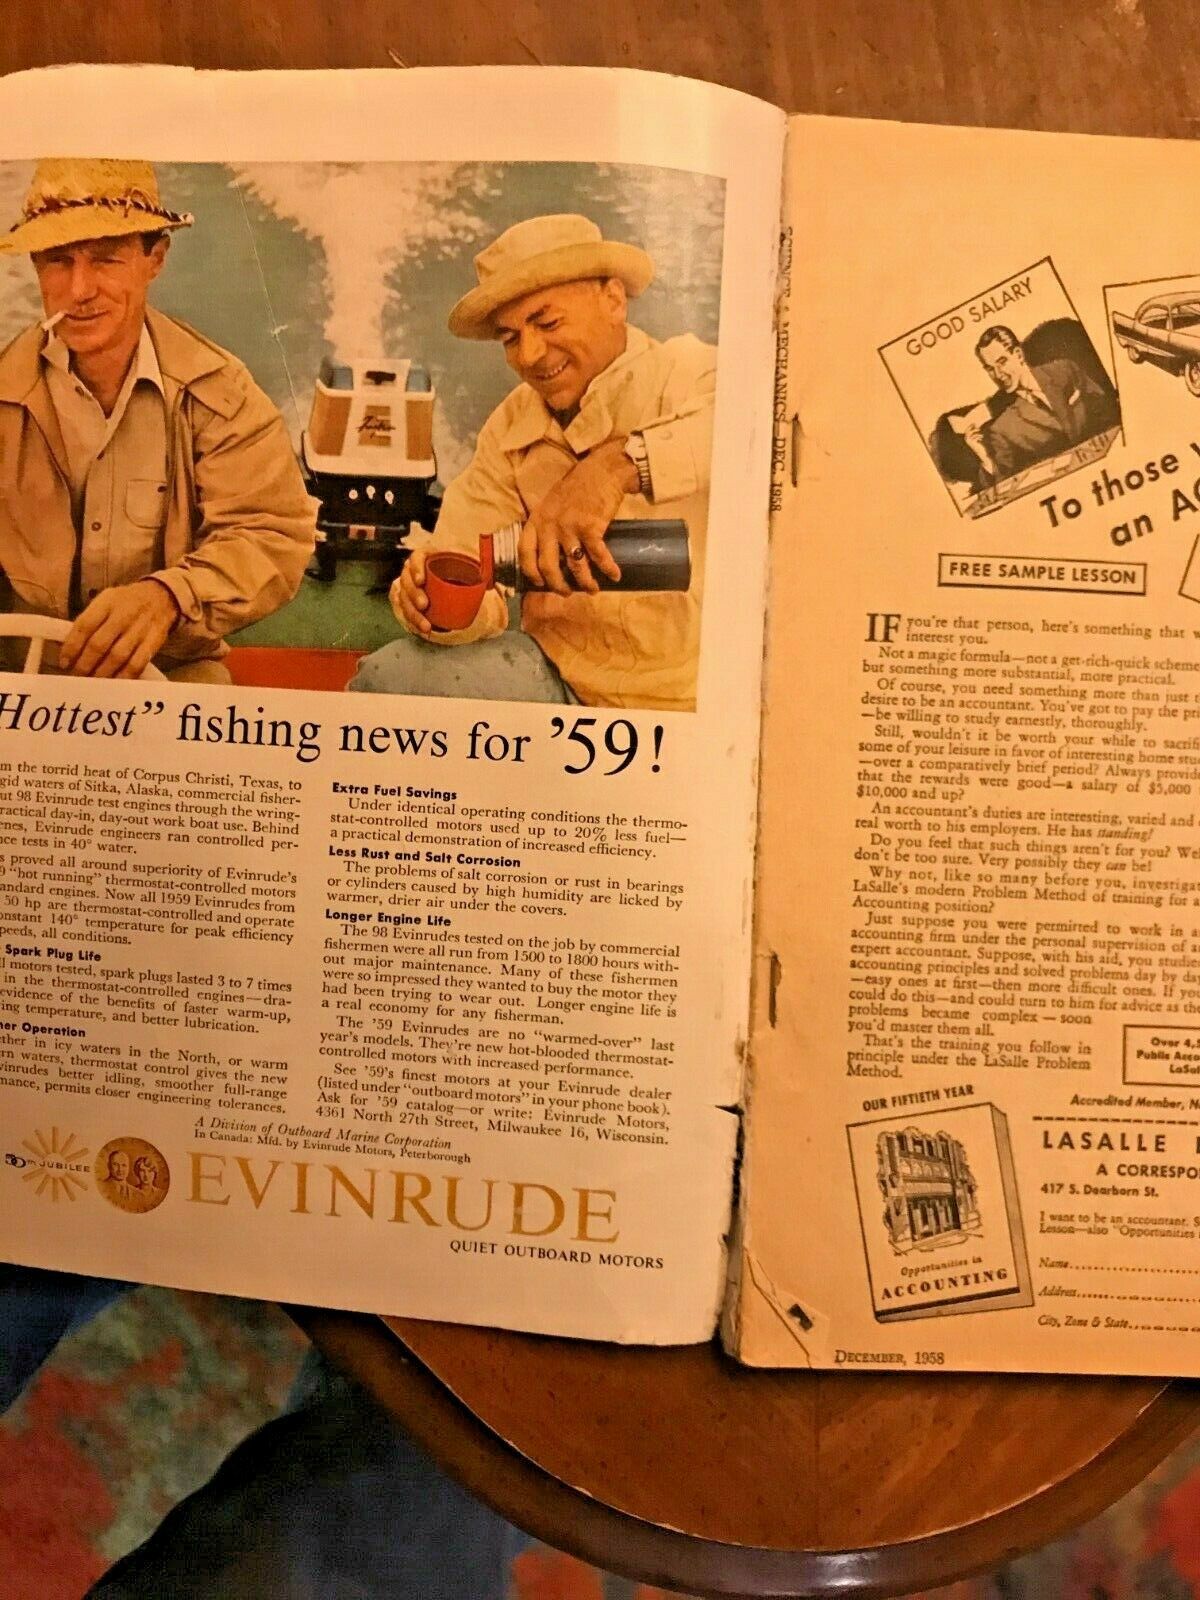 Hottest” fishing news for ’59!
m the torrid heat of Corpus Christi, Texas, to
gid waters of Sitka, Alaska, commercial fisher-
ut 98 Evinrude test engines through the wring-
ractical day-in, day-out work boat use. Behind
enes, Evinrude engineers ran controlled per-
ce tests in 40° water.
s proved all around superiority of Evinrude’s
9 “hot running” thermostat-controlled motors
andard engines. Now all 1959 Evinrudes from
50 hp are thermostat-controlled and operate
onstant 140° temperature for peak efficiency
peeds, all conditions.
Spark Plug Life
ll motors tested, spark plugs lasted 3 to 7 times
in the thermostat-controlled engines—dra-
evidence of the benefits of faster warm-up,
ing temperature, and better lubrication.
her Operation
ether in icy waters in the North, or warm
rn waters, thermostat control gives the new
vinrudes better idling, smoother full-range
mance, permits closer engineering tolerances.
Extra Fuel Savings
Under identical operating conditions the thermo-
stat-controlled motors used up to 20% less fuel—
a practical demonstration of increased efficiency.
Less Rust and Salt Corrosion
The problems of salt corrosion or rust in bearings
or cylinders caused by high humidity are licked by
warmer, drier air under the covers.
Longer Engine Life
The 98 Evinrudes tested on the job by commercial
fishermen were all run from 1500 to 1800 hours with-
out major maintenance. Many of these fishermen
were so impressed they wanted to buy the motor they
had been trying to wear out. Longer engine life is
a real economy for any fisherman.
The ’59 Evinrudes are no “warmed-over” last
year’s models. They’re new hot-blooded thermostat-
controlled motors with increased performance.
See ’59’s finest motors at your Evinrude dealer
(listed under “outboard motors” in your phone book).
Ask for ’59 catalog—or write: Evinrude Motors,
4361 North 27th Street, Milwaukee 16, Wisconsin.
A Division of Outboard Marine Corporation
In Canada: Mfd. by Evinrude Motors, Peterborough
50TH JUBILEE
EVINRUDE
QUIET OUTBOARD MOTORS
SCIENCE & MECHANICS, DEC. 1958
GOOD SALARY
To those
an A
FREE SAMPLE LESSON
IF you’re that person, here’s something that w
interest you.
Not a magic formula—not a get-rich-quick scheme
but something more substantial, more practical.
Of course, you need something more than just
desire to be an accountant. You’ve got to pay the pr
—be willing to study earnestly, thoroughly.
Still, wouldn’t it be worth your while to sacrifi
some of your leisure in favor of interesting home stu
—over a comparatively brief period? Always provid
that the rewards were good—a salary of $5,000
$10,000 and up?
An accountant’s duties are interesting, varied and
real worth to his employers. He has standing!
Do you feel that such things aren’t for you? Wel
don’t be too sure. Very possibly they can be!
Why not, like so many before you, investiga
LaSalle’s modern Problem Method of training for a
Accounting position?
Just suppose you were permitted to work in a
accounting firm under the personal supervision of a
expert accountant. Suppose, with his aid, you studie
accounting principles and solved problems day by da
—easy ones at first—then more difficult ones. If you
could do this—and could turn to him for advice as the
problems became complex—soon
you’d master them all.
That’s the training you follow in
principle under the LaSalle Problem
Method.
Over 4,5
Public Acco
LaSal
OUR FIFTIETH YEAR
Opportunities in
ACCOUNTING
Accredited Member, N
LASALLE
A CORRESPO
417 S. Dearborn St.
I want to be an accountant. S
Lesson—also “Opportunities
Name
Address
City, Zone & State
DECEMBER, 1958